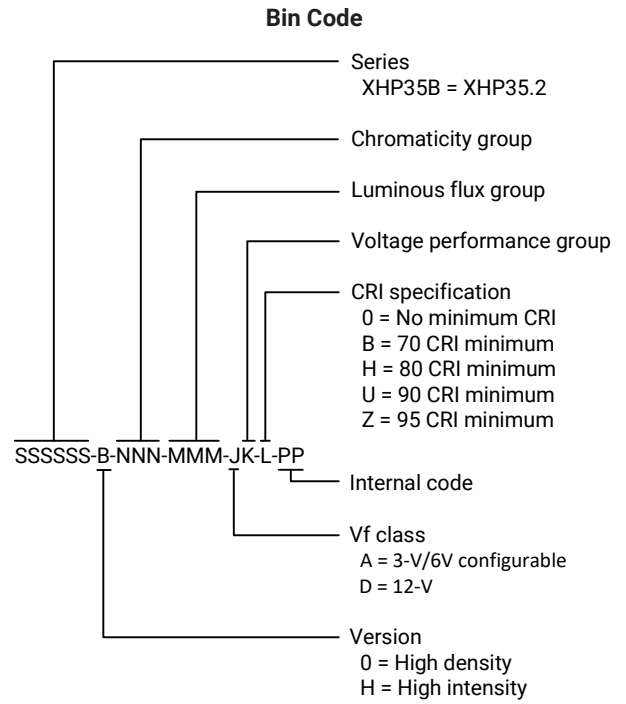 Bin Code
Series
XHP35B = XHP35.2
Chromaticity group
Luminous flux group
Voltage performance group
CRI specification
0 = No minimum CRI
B = 70 CRI minimum
H = 80 CRI minimum
U = 90 CRI minimum
Z = 95 CRI minimum
SSSSSS-B-NNN-MMM-JK-L-PP
Internal code
Vf class
A = 3-V/6V configurable
D = 12-V
Version
0 = High density
H = High intensity